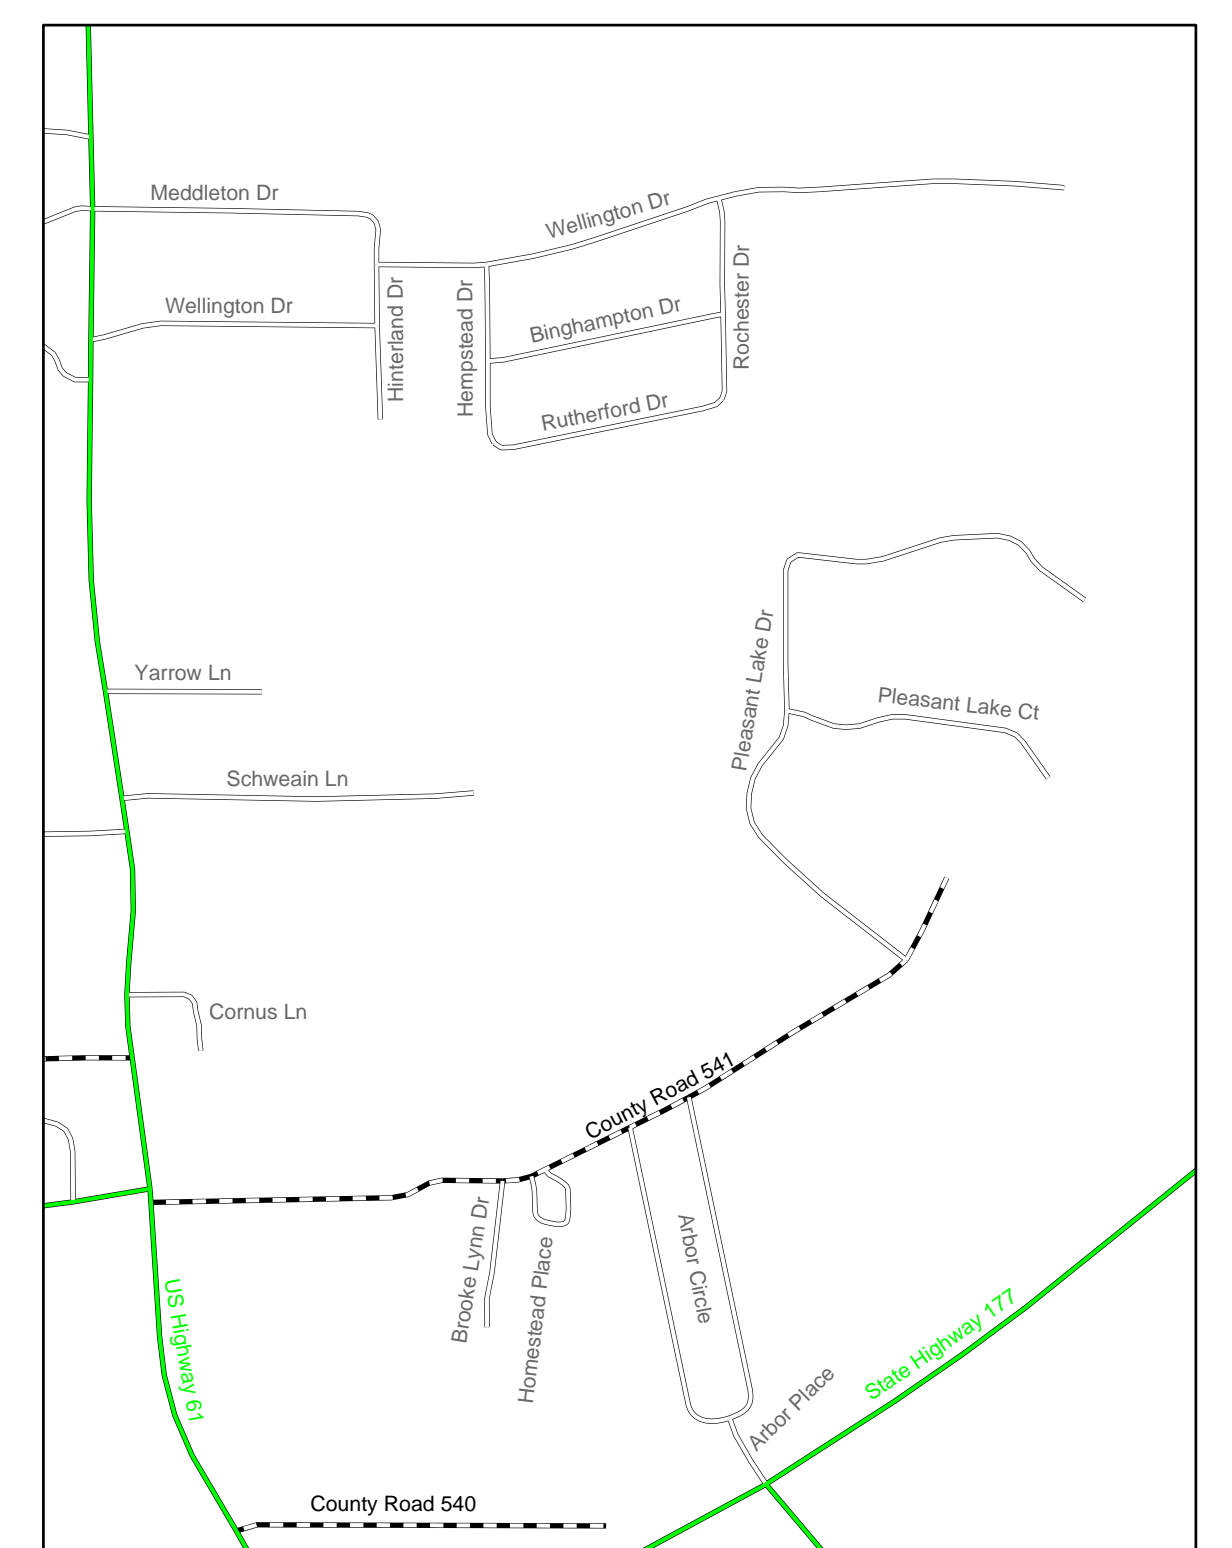 Meddleton Dr
Wellington Dr
Wellington Dr
Hinterland Dr
Hempstead Dr
Binghampton Dr
Rochester Dr
Rutherford Dr
Pleasant Lake Dr
Yarrow Ln
Pleasant Lake Ct
Schweain Ln
Cornus Ln
County Road 541
Brooke Lynn Dr
Homestead Place
Arbor Circle
US Highway 61
State Highway 177
Arbor Place
County Road 540